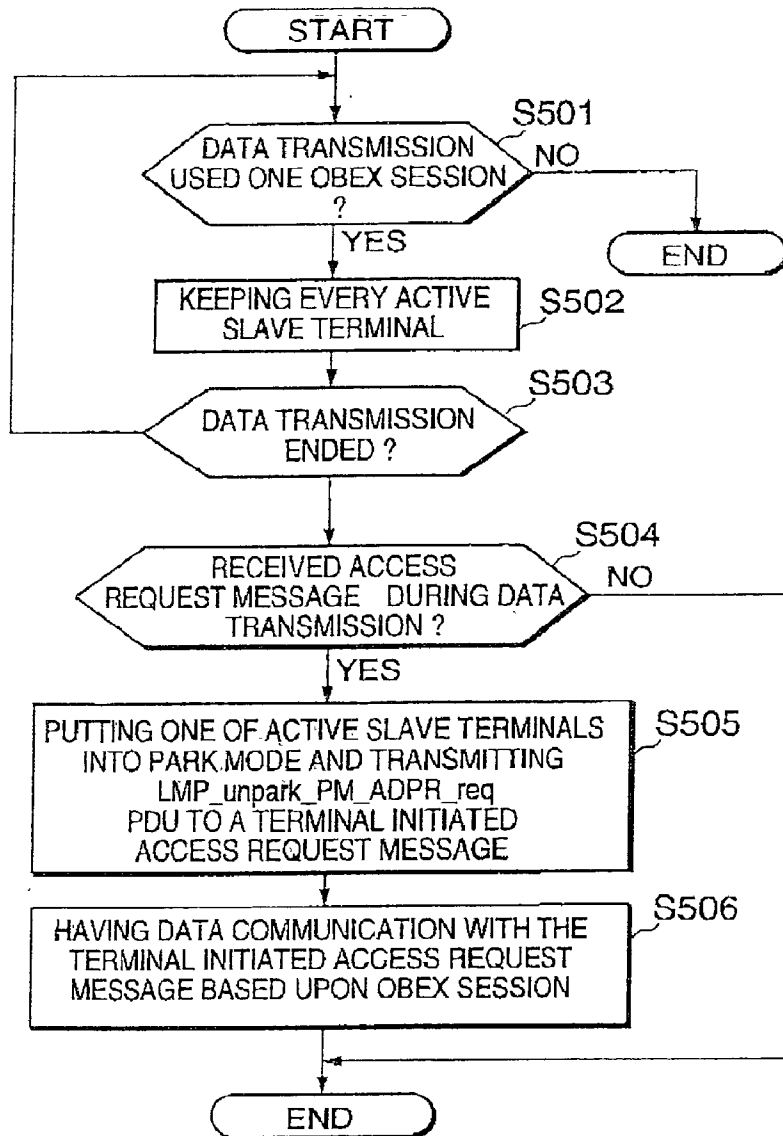 START
S501
DATA TRANSMISSION
USED ONE OBEX SESSION
?
NO
YES
END
KEEPING EVERY ACTIVE
SLAVE TERMINAL
S502
S503
DATA TRANSMISSION
ENDED ?
S504
RECEIVED ACCESS
REQUEST MESSAGE DURING DATA
TRANSMISSION ?
NO
YES
PUTTING ONE OF ACTIVE SLAVE TERMINALS
INTO PARK MODE AND TRANSMITTING
LMP_unpark_PM_ADPR_req
PDU TO A TERMINAL INITIATED
ACCESS REQUEST MESSAGE
S505
S506
HAVING DATA COMMUNICATION WITH THE
TERMINAL INITIATED ACCESS REQUEST
MESSAGE BASED UPON OBEX SESSION
END